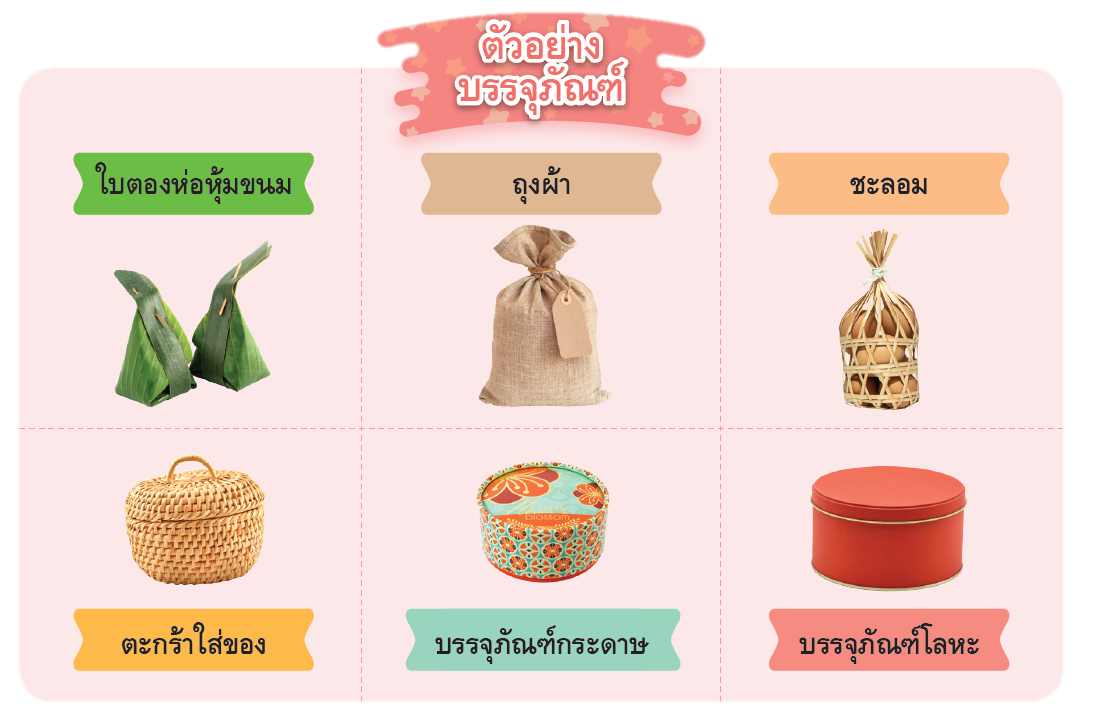 ตัวอย่าง
บรรจุภัณฑ์
ใบตองห่อหุ้มขนม
ถุงผ้า
ชะลอม
blossom
ตะกร้าใส่ของ
บรรจุภัณฑ์กระดาษ
บรรจุภัณฑ์โลหะ